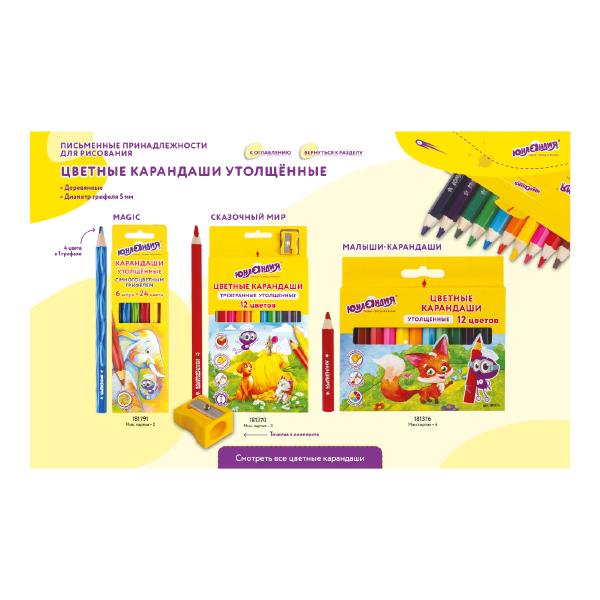 ПИСЬМЕННЫЕ ПРИНАДЛЕЖНОСТИ
ДЛЯ РИСОВАНИЯ
К ОГЛАВЛЕНИЮ
ВЕРНУТЬСЯ К РАЗДЕЛУ
ЦВЕТНЫЕ КАРАНДАШИ УТОЛЩЁННЫЕ
• Деревянные
• Диаметр грифеля 5 мм
ЮНЛАНДИЯ
MAGIC
СКАЗОЧНЫЙ МИР
МАЛЫШИ-КАРАНДАШИ
4 цвета
в 1 грифеле
ЮНЛАНДИЯ
КАРАНДАШИ
УТОЛЩЁННЫЕ
С МНОГОЦВЕТНЫМ
ГРИФЕЛЕМ
6 штук = 24 цвета
ЮНЛАНДИЯ
ЦВЕТНЫЕ КАРАНДАШИ
ТРЕХГРАННЫЕ УТОЛЩЕННЫЕ
12 цветов
ЮНЛАНДИЯ
ЦВЕТНЫЕ
КАРАНДАШИ
УТОЛЩЕННЫЕ
12 цветов
181791
Мин. партия - 2
181370
Мин. партия - 3
181376
Мин. партия - 4
Точилка в комплекте
Смотреть все цветные карандаши